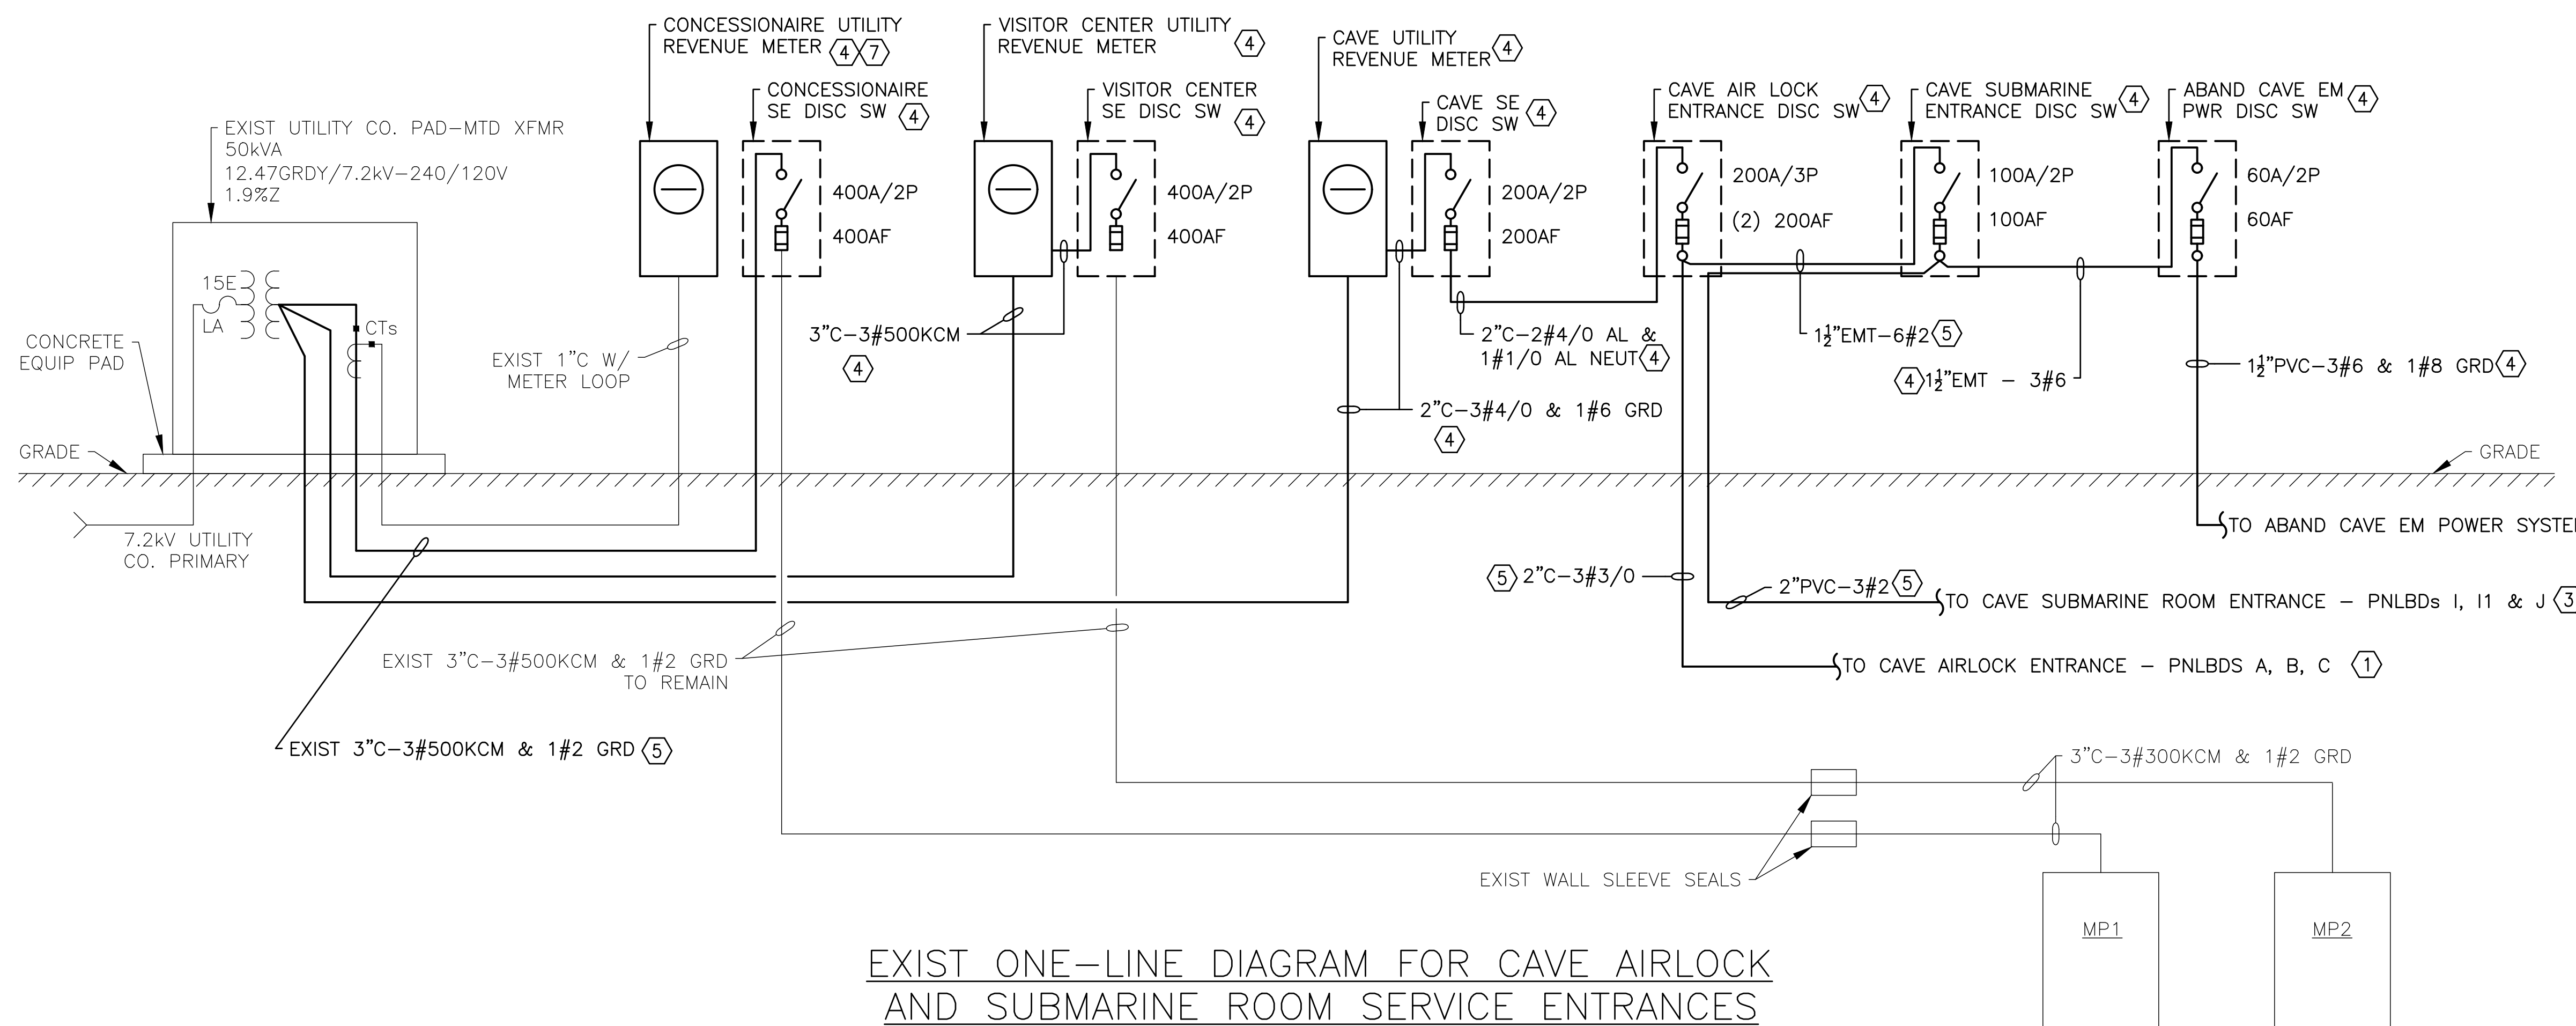 CONCESSIONAIRE UTILITY
REVENUE METER 4 7
VISITOR CENTER UTILITY
REVENUE METER 4
CAVE UTILITY
REVENUE METER 4
CONCESSIONAIRE
SE DISC SW 4
VISITOR CENTER
SE DISC SW 4
CAVE SE
DISC SW 4
CAVE AIR LOCK
ENTRANCE DISC SW 4
CAVE SUBMARINE
ENTRANCE DISC SW 4
ABAND CAVE EM
PWR DISC SW 4
EXIST UTILITY CO. PAD-MTD XFMR
50kVA
12.47GRDY/7.2kV-240/120V
1.9%Z
400A/2P
400AF
400A/2P
400AF
200A/2P
200AF
200A/3P
(2) 200AF
100A/2P
100AF
60A/2P
60AF
15E
LA
CTs
CONCRETE
EQUIP PAD
EXIST 1"C W/
METER LOOP
3"C-3#500KCM
4
2"C-2#4/0 AL &
1#1/0 AL NEUT 4
1½"EMT-6#2 5
4 1½"EMT - 3#6
1½"PVC-3#6 & 1#8 GRD 4
2"C-3#4/0 & 1#6 GRD
4
GRADE
GRADE
7.2kV UTILITY
CO. PRIMARY
TO ABAND CAVE EM POWER SYSTE
5 2"C-3#3/0
2"PVC-3#2 5
TO CAVE SUBMARINE ROOM ENTRANCE - PNLBDs I, I1 & J 3
EXIST 3"C-3#500KCM & 1#2 GRD
TO REMAIN
TO CAVE AIRLOCK ENTRANCE - PNLBDS A, B, C 1
EXIST 3"C-3#500KCM & 1#2 GRD 5
3"C-3#300KCM & 1#2 GRD
EXIST WALL SLEEVE SEALS
MP1
MP2
EXIST ONE-LINE DIAGRAM FOR CAVE AIRLOCK
AND SUBMARINE ROOM SERVICE ENTRANCES